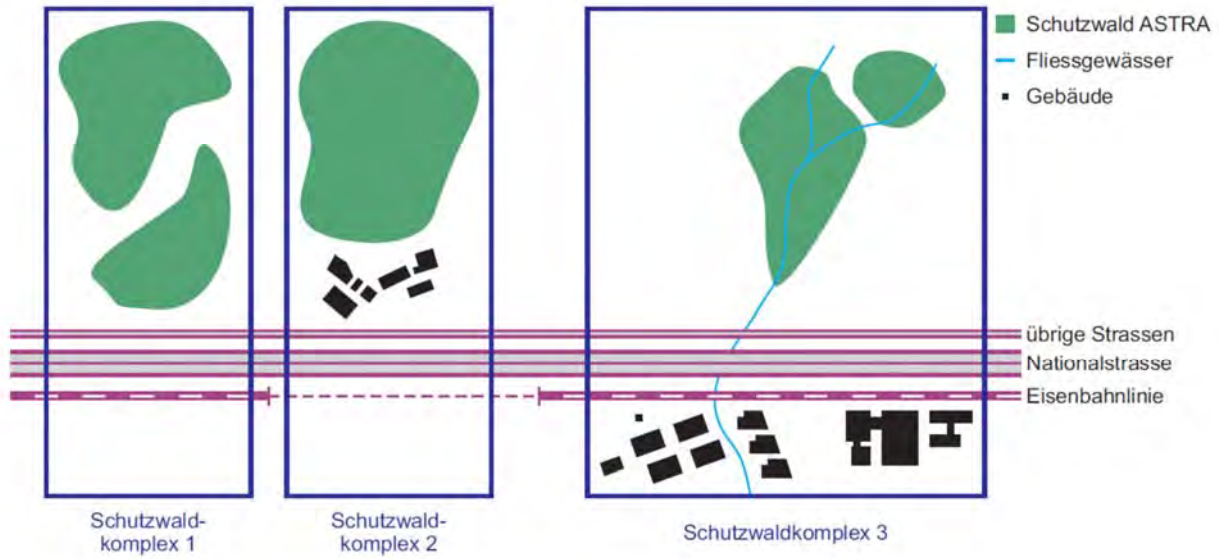 Schutzwald ASTRA
Fliessgewässer
Gebäude
übrige Strassen
Nationalstrasse
Eisenbahnlinie
Schutzwald-
komplex 1
Schutzwald-
komplex 2
Schutzwaldkomplex 3